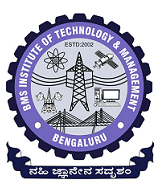 BMS INSTITUTE OF TECHNOLOGY & MANAGEMENT
ESTD:2002
BENGALURU
ನಹಿ ಜ್ಞಾನೇನ ಸದೃಶಂ